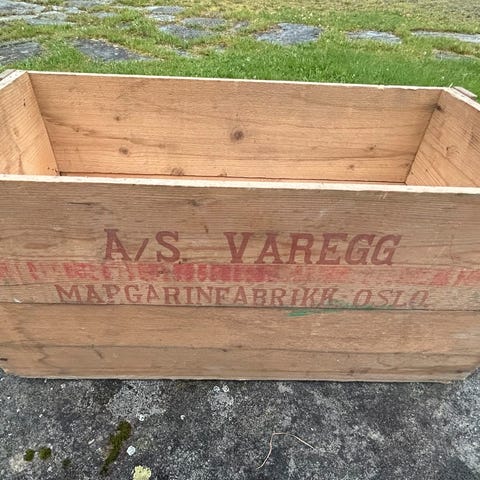 A/S. VAREGG
MARGARINFABRIKK OSLO